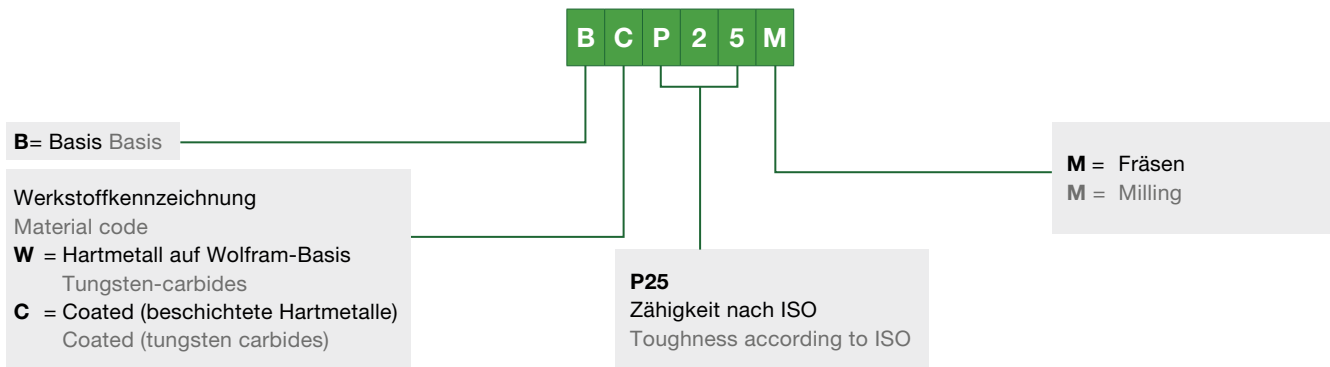 B C P 2 5 M
B= Basis Basis
Werkstoffkennzeichnung
Material code
W = Hartmetall auf Wolfram-Basis
Tungsten-carbides
C = Coated (beschichtete Hartmetalle)
Coated (tungsten carbides)
P25
Zähigkeit nach ISO
Toughness according to ISO
M = Fräsen
M = Milling